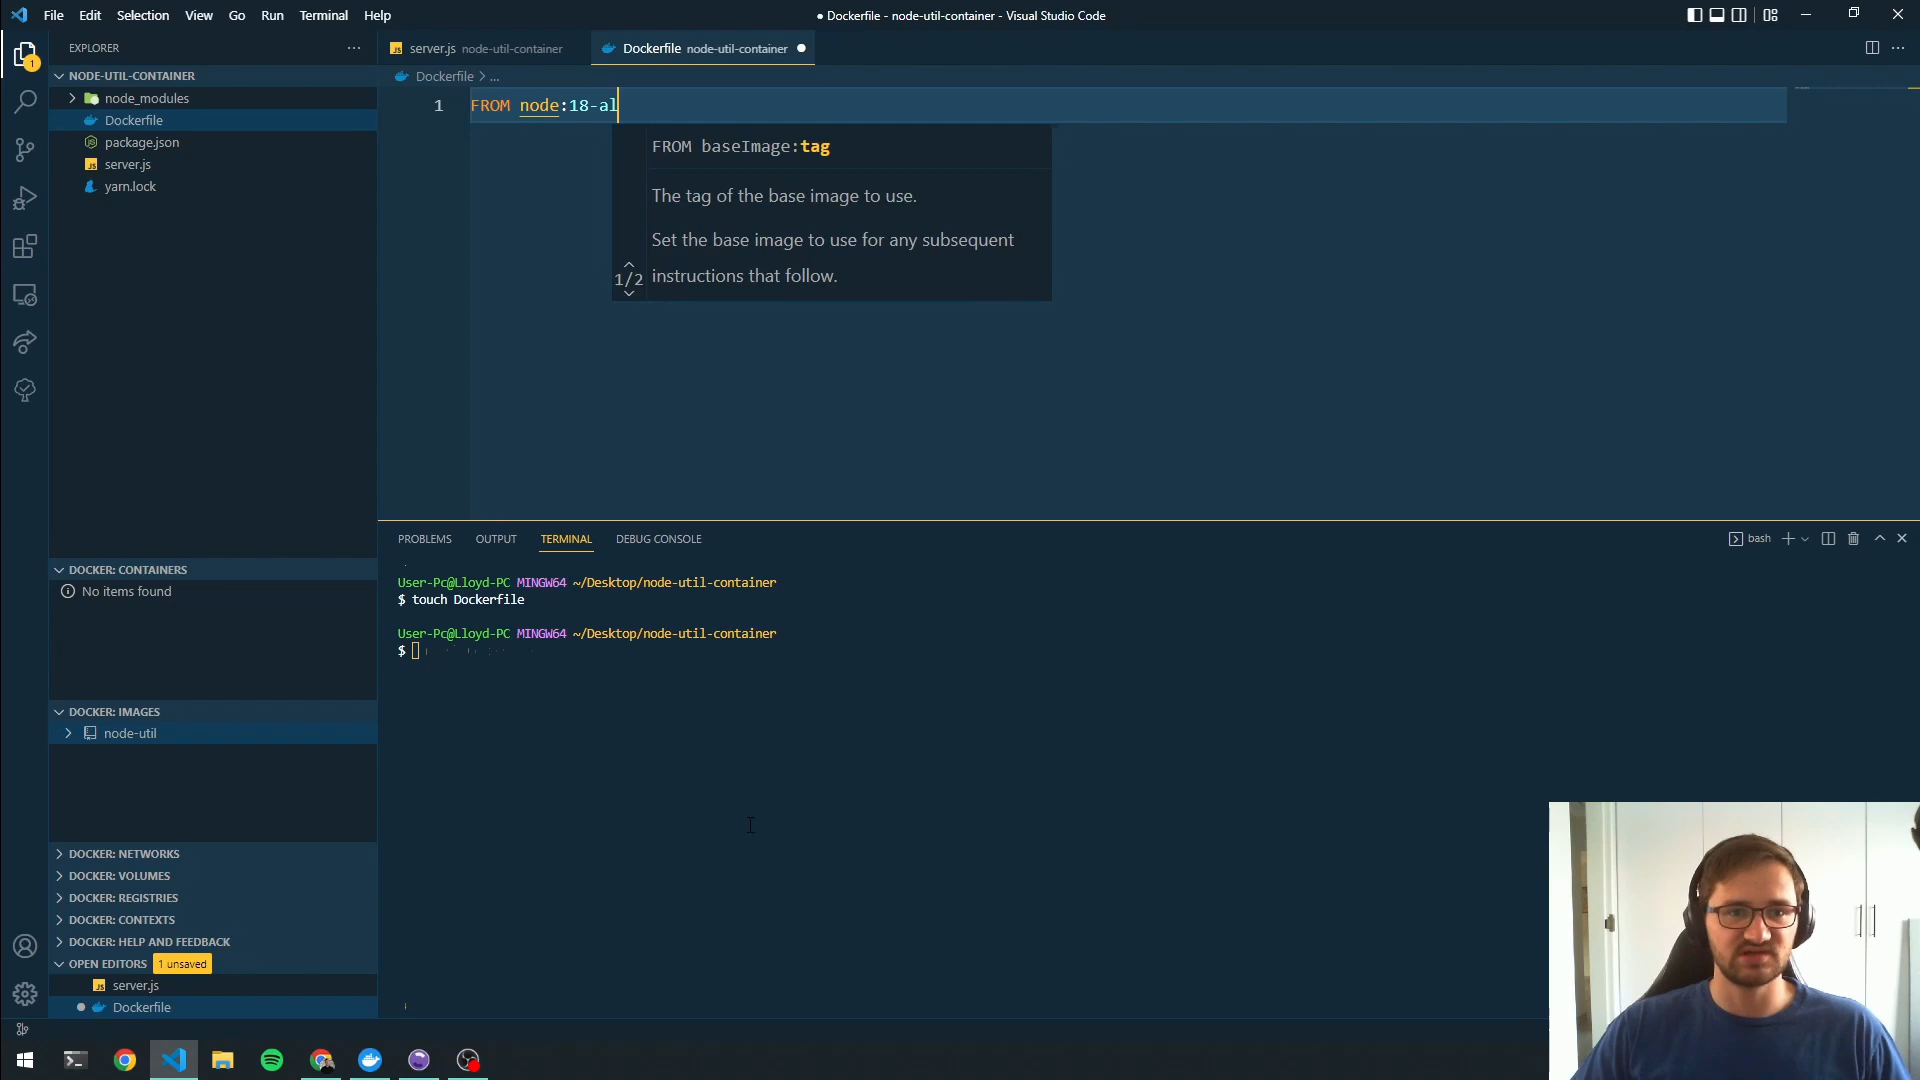 File Edit Selection View Go Run Terminal Help
● Dockerfile - node-util-container - Visual Studio Code
EXPLORER
1
NODE-UTIL-CONTAINER
node_modules
Dockerfile
package.json
server.js
yarn.lock
DOCKER: CONTAINERS
No items found
DOCKER: IMAGES
node-util
DOCKER: NETWORKS
DOCKER: VOLUMES
DOCKER: REGISTRIES
DOCKER: CONTEXTS
DOCKER: HELP AND FEEDBACK
OPEN EDITORS 1 unsaved
server.js
Dockerfile
server.js node-util-container
Dockerfile node-util-container
Dockerfile > ...
1 FROM node:18-al
FROM baseImage:tag
The tag of the base image to use.
Set the base image to use for any subsequent
1/2 instructions that follow.
PROBLEMS OUTPUT TERMINAL DEBUG CONSOLE
bash
User-Pc@Lloyd-PC MINGW64 ~/Desktop/node-util-container
$ touch Dockerfile
User-Pc@Lloyd-PC MINGW64 ~/Desktop/node-util-container
$